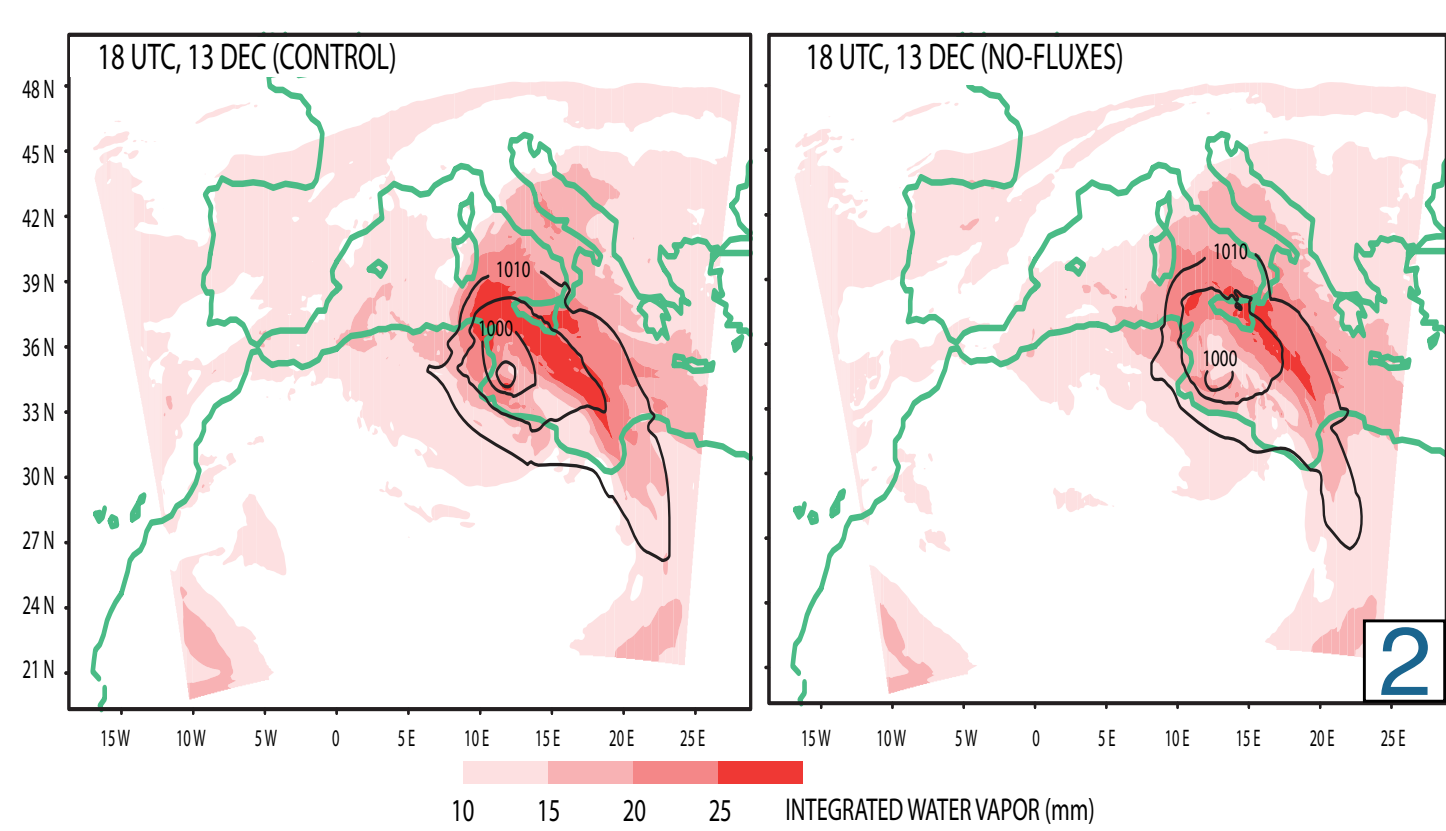 18 UTC, 13 DEC (CONTROL)
18 UTC, 13 DEC (NO-FLUXES)
48 N
45 N
42 N
39 N
36 N
33 N
30 N
27 N
24 N
21 N
1010
1000
1010
1000
2
15 W 10 W 5 W 0 5 E 10 E 15 E 20 E 25 E
15 W 10 W 5 W 0 5 E 10 E 15 E 20 E 25 E
10 15 20 25 INTEGRATED WATER VAPOR (mm)